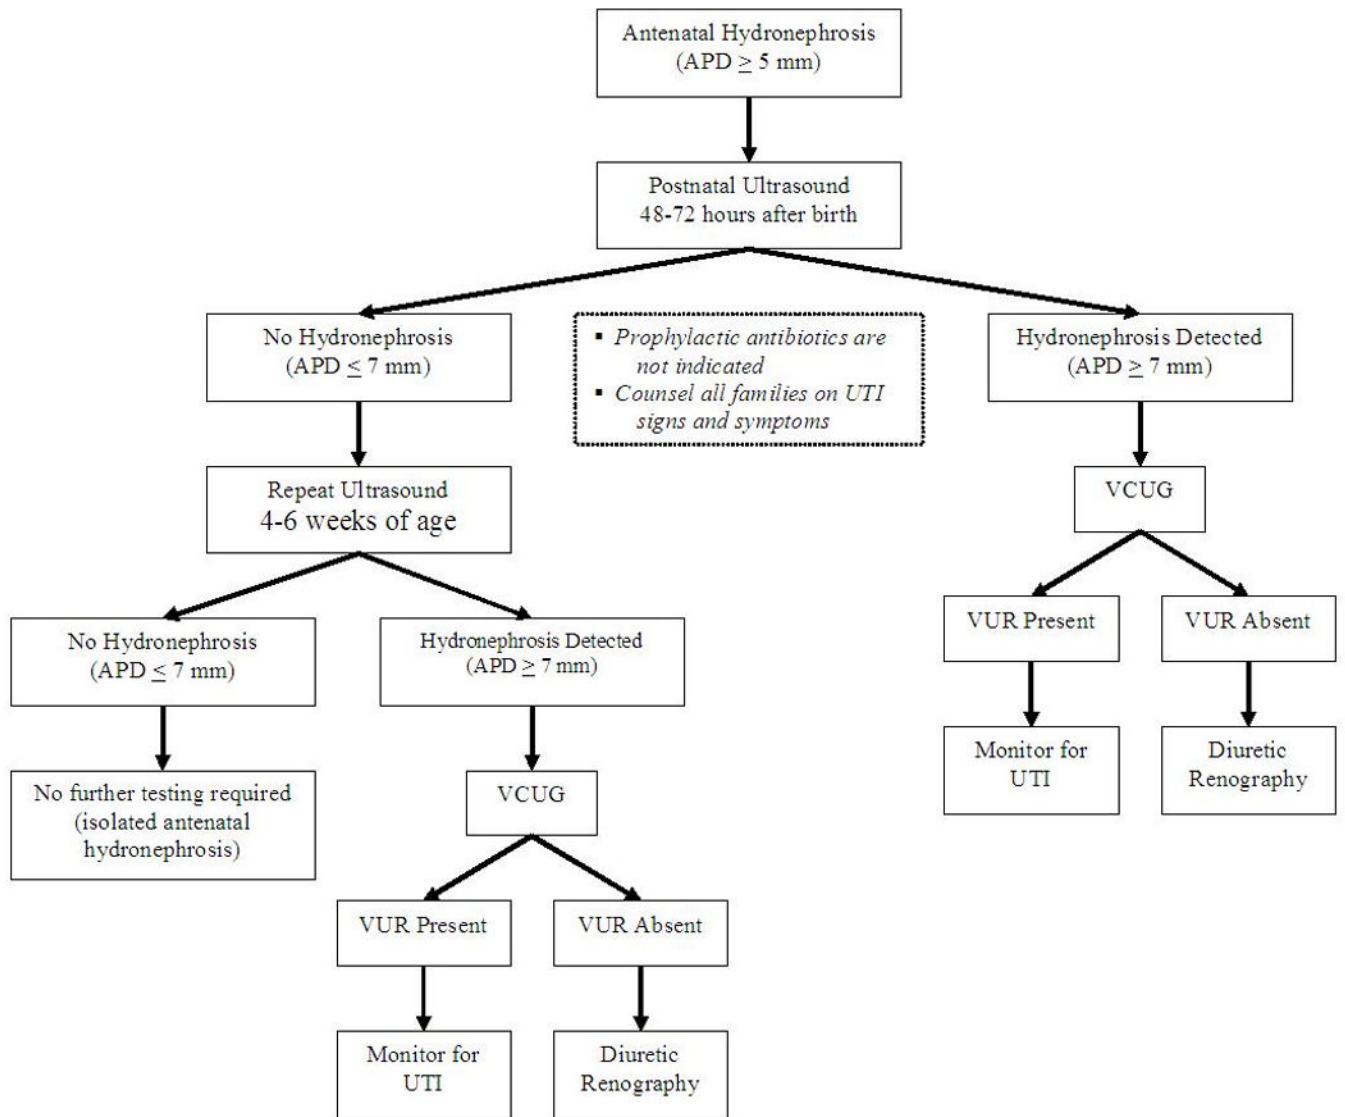 Antenatal Hydronephrosis
(APD ≥ 5 mm)
Postnatal Ultrasound
48-72 hours after birth
No Hydronephrosis
(APD ≤ 7 mm)
▪ Prophylactic antibiotics are
not indicated
▪ Counsel all families on UTI
signs and symptoms
Hydronephrosis Detected
(APD ≥ 7 mm)
Repeat Ultrasound
4-6 weeks of age
VCUG
No Hydronephrosis
(APD ≤ 7 mm)
Hydronephrosis Detected
(APD ≥ 7 mm)
VUR Present
VUR Absent
No further testing required
(isolated antenatal
hydronephrosis)
VCUG
Monitor for
UTI
Diuretic
Renography
VUR Present
VUR Absent
Monitor for
UTI
Diuretic
Renography